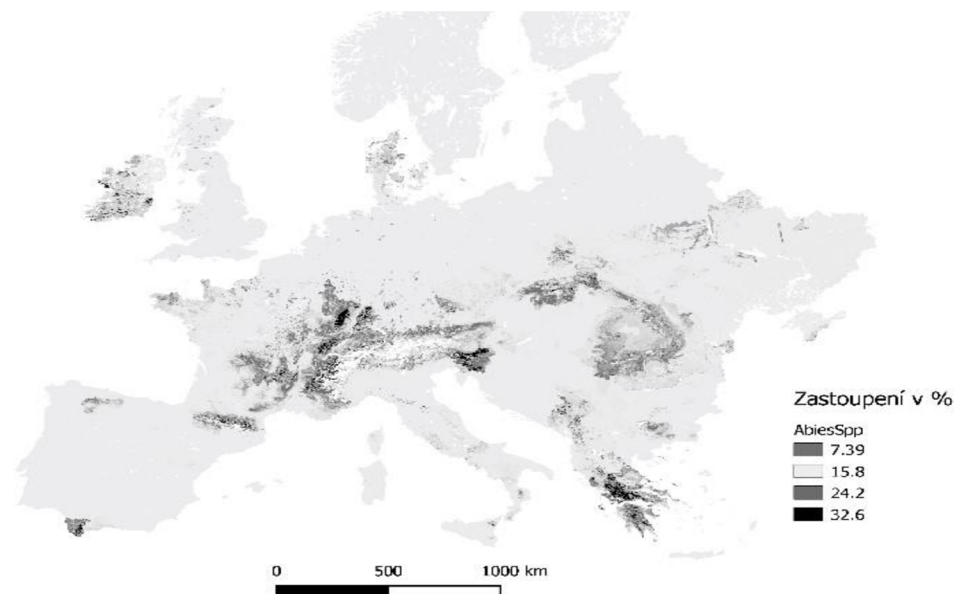 Zastoupení v %
AbiesSpp
7.39
15.8
24.2
32.6
0 500 1000 km